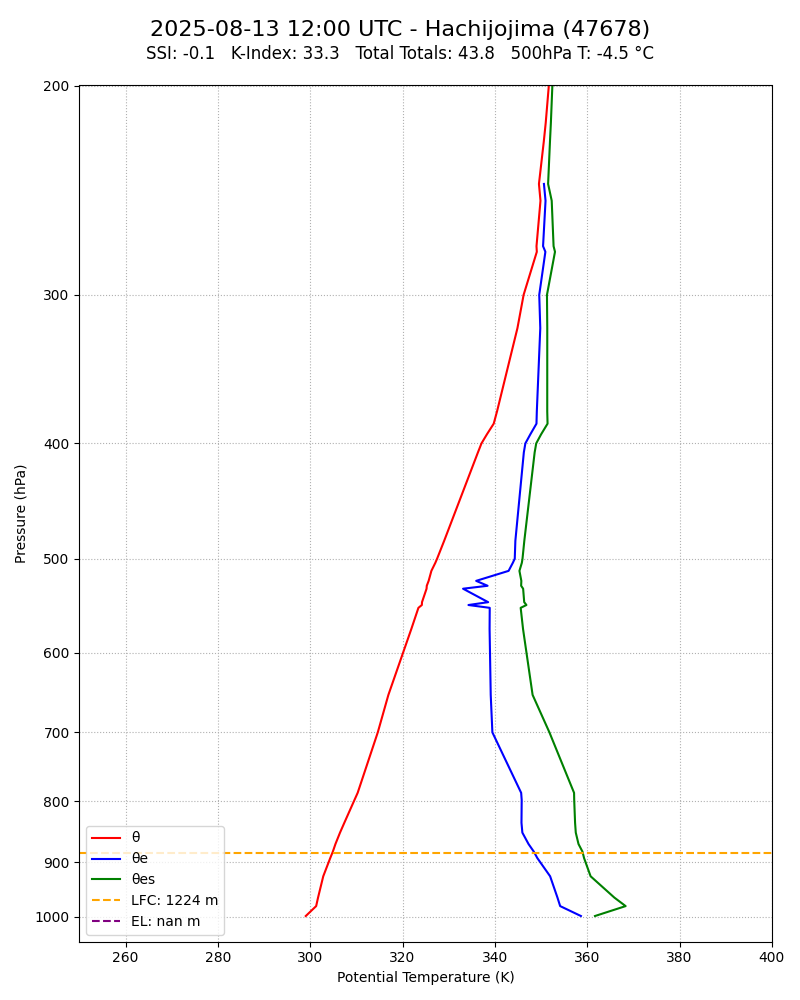 2025-08-13 12:00 UTC - Hachijojima (47678)
SSI: -0.1   K-Index: 33.3   Total Totals: 43.8   500hPa T: -4.5 °C
200
300
400
500
600
700
800
900
1000
Pressure (hPa)
θ
θe
θes
LFC: 1224 m
EL: nan m
260 280 300 320 340 360 380 400
Potential Temperature (K)